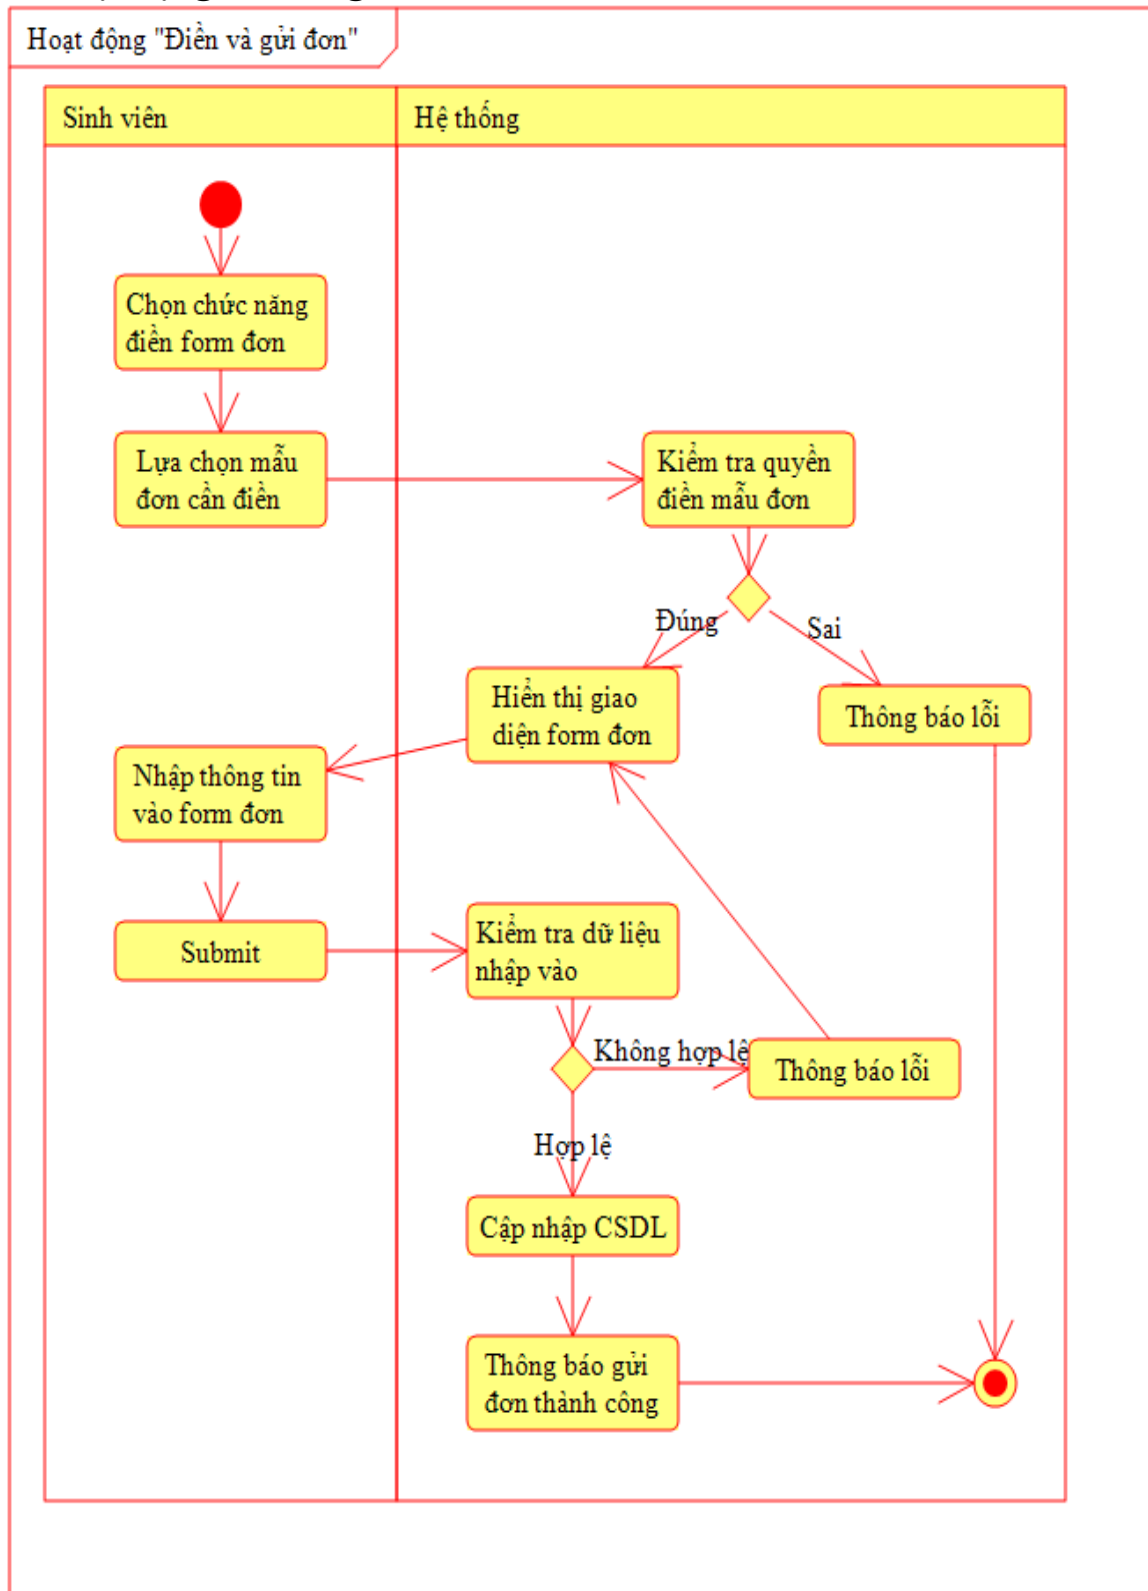 Hoạt động "Điền và gửi đơn"
Sinh viên
Hệ thống
Chọn chức năng
điền form đơn
Lựa chọn mẫu
đơn cần điền
Kiểm tra quyền
điền mẫu đơn
Đúng
Sai
Hiển thị giao
diện form đơn
Thông báo lỗi
Nhập thông tin
vào form đơn
Submit
Kiểm tra dữ liệu
nhập vào
Không hợp lệ
Thông báo lỗi
Hợp lệ
Cập nhập CSDL
Thông báo gửi
đơn thành công